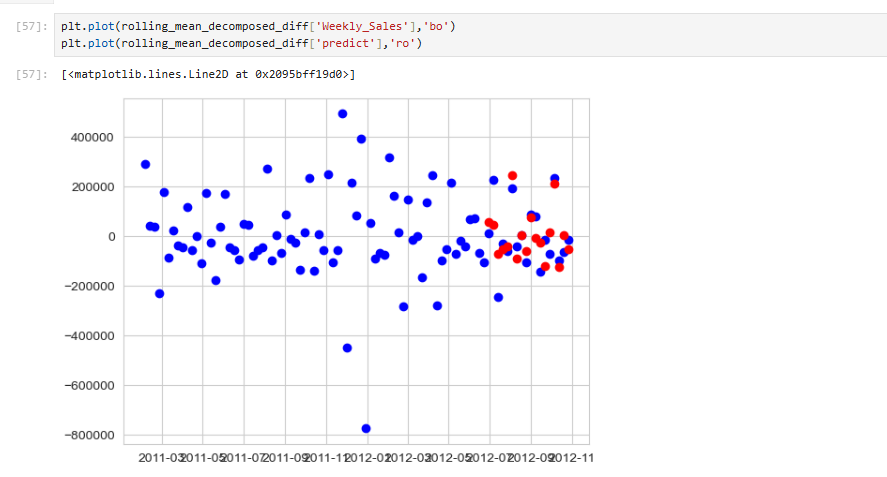 [57]: plt.plot(rolling_mean_decomposed_diff['Weekly_Sales'],'bo')
plt.plot(rolling_mean_decomposed_diff['predict'],'ro')
[57]: [<matplotlib.lines.Line2D at 0x2095bff19d0>]
400000
200000
0
−200000
−400000
−600000
−800000
2011-03 2011-05 2011-07 2011-09 2011-11 2012-01 2012-03 2012-05 2012-07 2012-09 2012-11